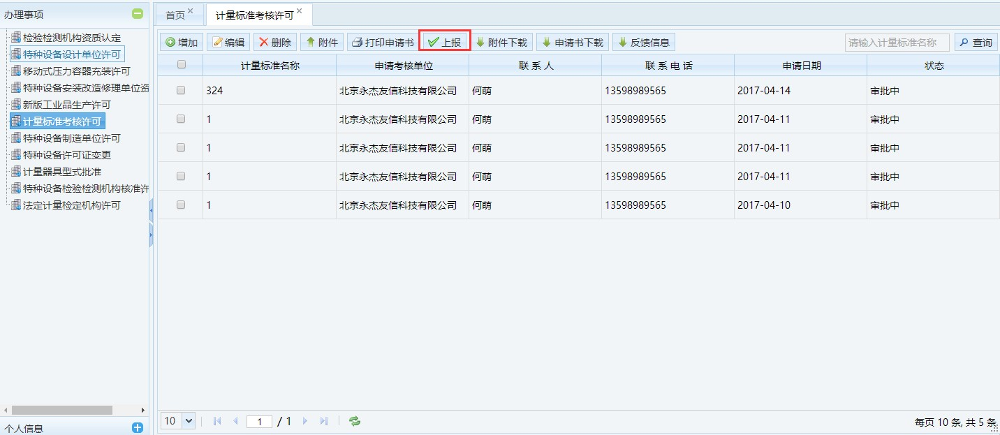 办理事项
检验检测机构资质认定
特种设备设计单位许可
移动式压力容器充装许可
特种设备安装改造修理单位资
新版工业品生产许可
计量标准考核许可
特种设备制造单位许可
特种设备许可证变更
计量器具型式批准
特种设备检验检测机构核准许
法定计量检定机构许可
个人信息
首页 计量标准考核许可
增加 编辑 删除 附件 打印申请书 上报 附件下载 申请书下载 反馈信息 请输入计量标准名称 查询
计量标准名称 申请考核单位 联 系 人 联 系 电 话 申请日期 状态
324 北京永杰友信科技有限公司 何萌 13598989565 2017-04-14 审批中
1 北京永杰友信科技有限公司 何萌 13598989565 2017-04-11 审批中
1 北京永杰友信科技有限公司 何萌 13598989565 2017-04-11 审批中
1 北京永杰友信科技有限公司 何萌 13598989565 2017-04-11 审批中
1 北京永杰友信科技有限公司 何萌 13598989565 2017-04-10 审批中
10 1 / 1 每页 10 条, 共 5 条